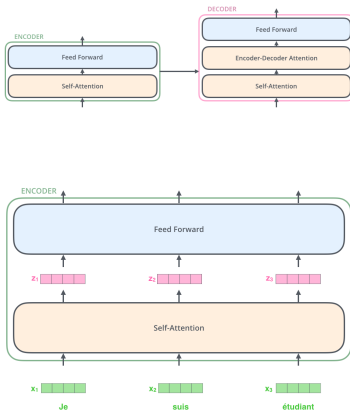 DECODER
ENCODER
Feed Forward
Feed Forward
Encoder-Decoder Attention
Self-Attention
Self-Attention
ENCODER
Feed Forward
z₁ z₂ z₃
Self-Attention
x₁ x₂ x₃
Je suis étudiant